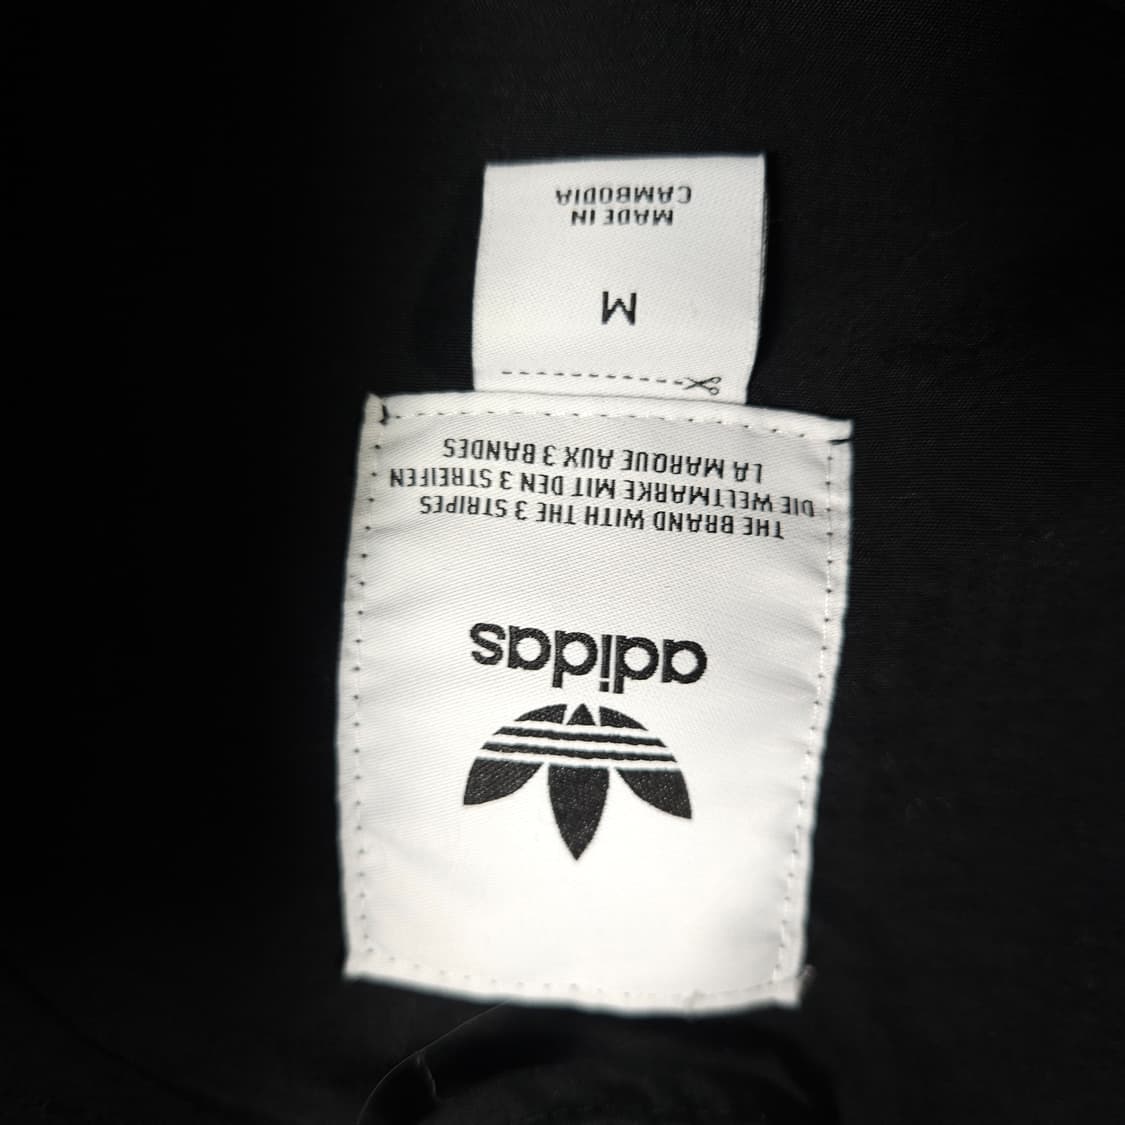 adidas
THE BRAND WITH THE 3 STRIPES
DIE WELTMARKE MIT DEN 3 STREIFEN
LA MARQUE AUX 3 BANDES
M
MADE IN
CAMBODIA